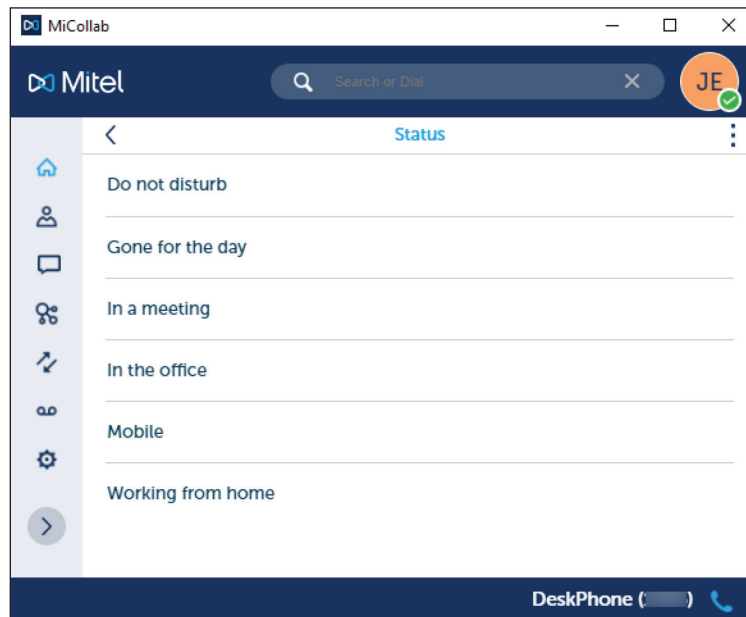 MiCollab
Mitel
Search or Dial
JE
Status
Do not disturb
Gone for the day
In a meeting
In the office
Mobile
Working from home
DeskPhone ( )